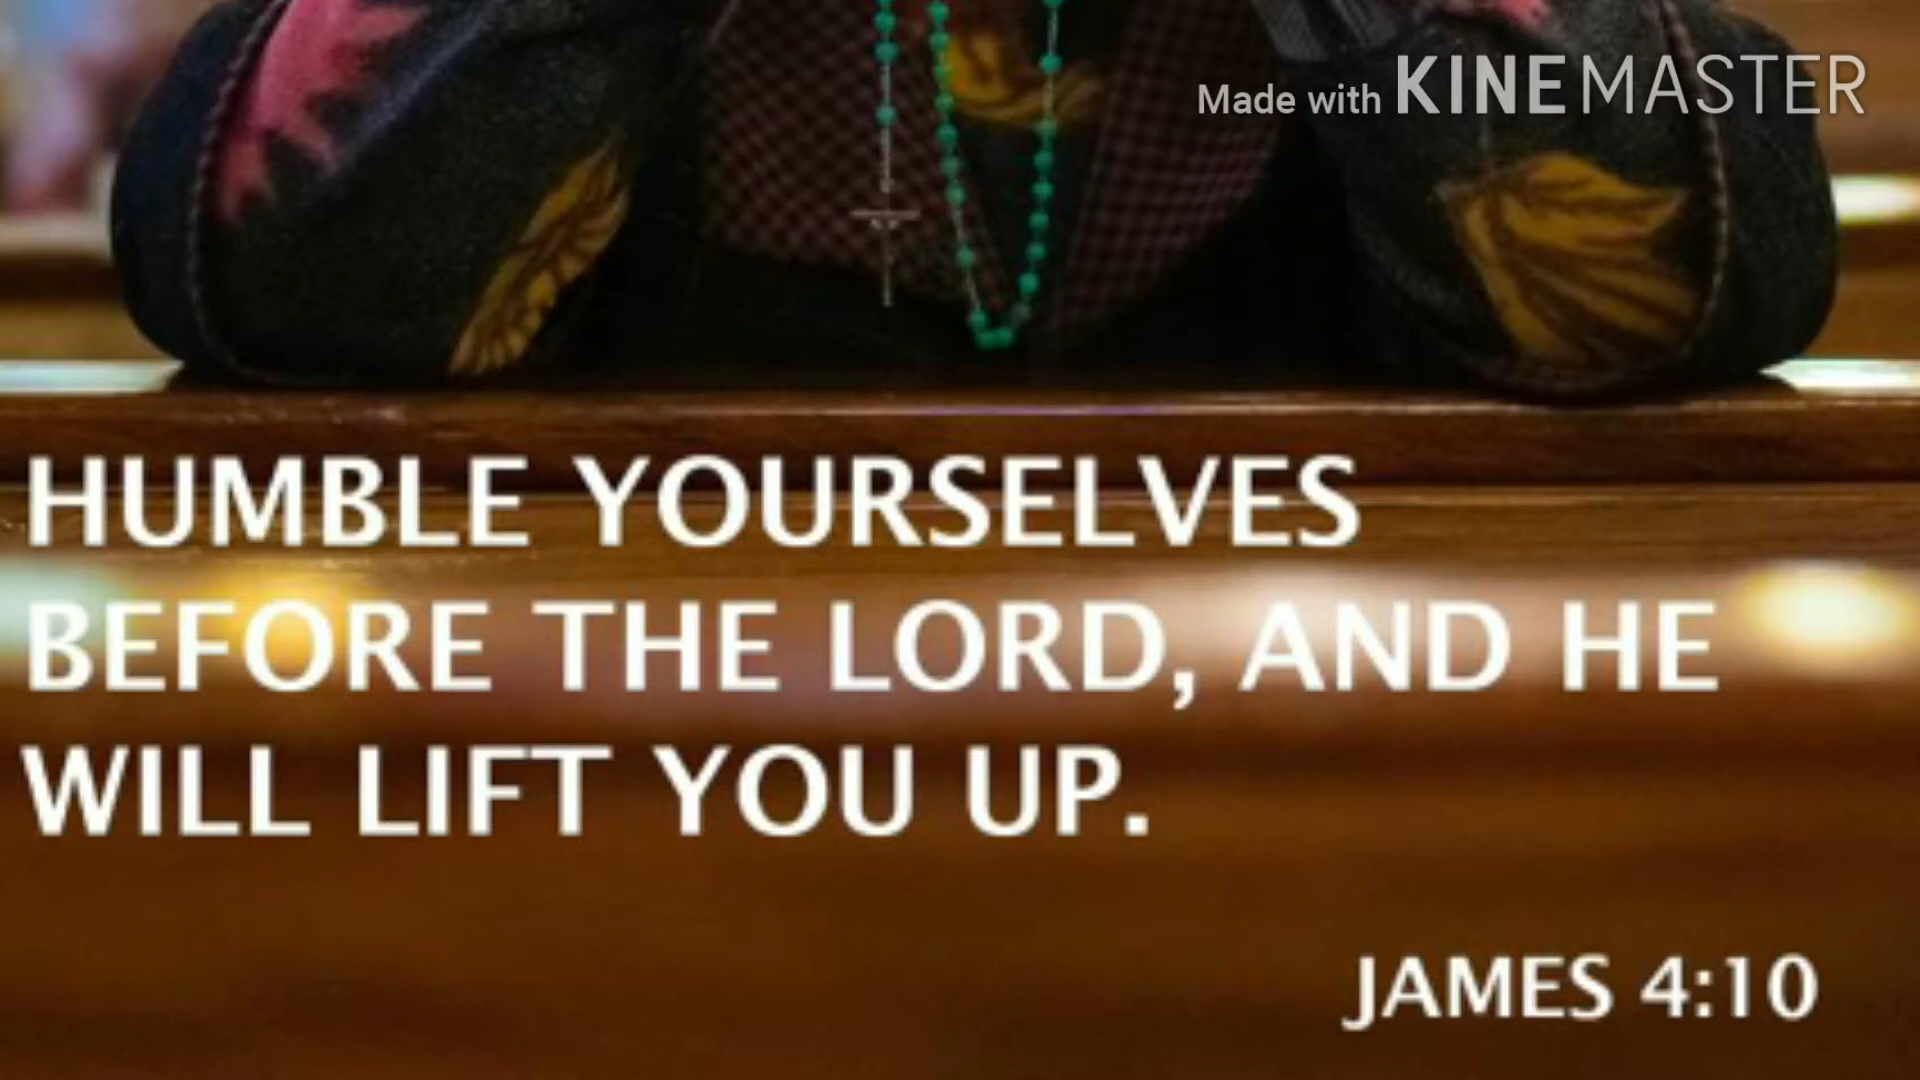 Made with KINEMASTER
HUMBLE YOURSELVES
BEFORE THE LORD, AND HE
WILL LIFT YOU UP.
JAMES 4:10